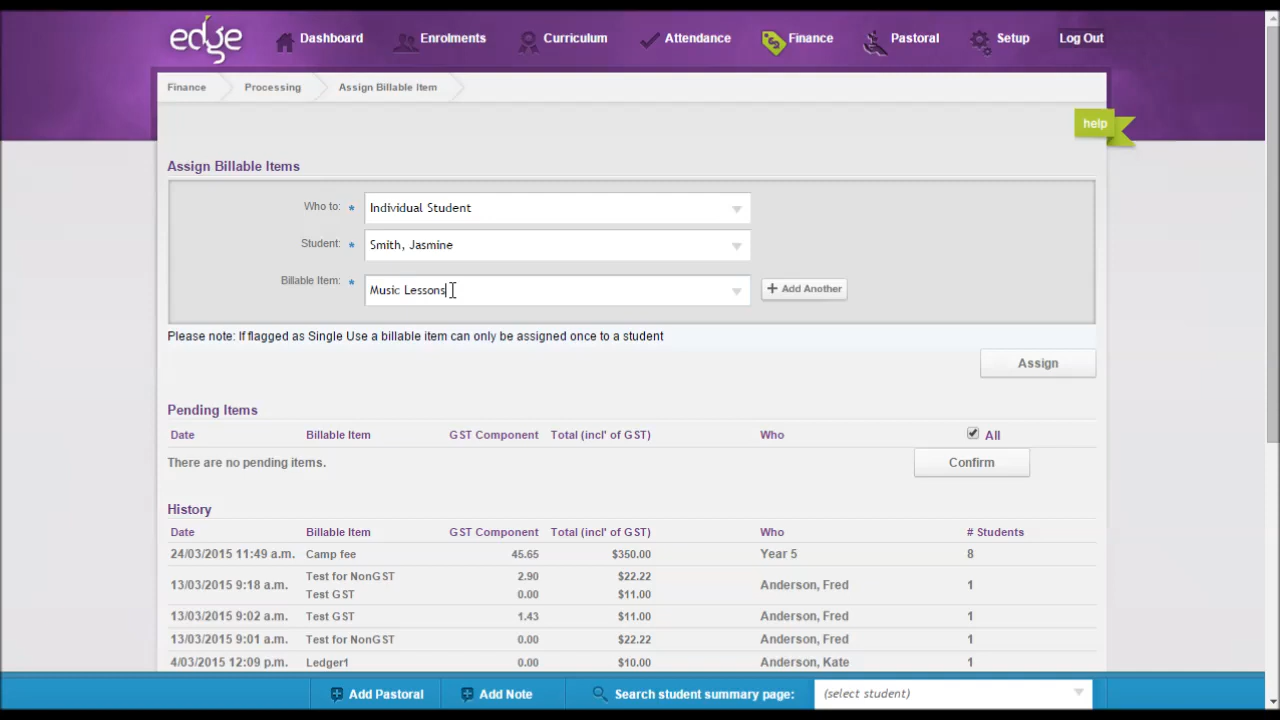 edge Dashboard Enrolments Curriculum Attendance Finance Pastoral Setup Log Out
Finance Processing Assign Billable Item
help
Assign Billable Items
Who to: * Individual Student
Student: * Smith, Jasmine
Billable Item: * Music Lessons + Add Another
Please note: If flagged as Single Use a billable item can only be assigned once to a student
Assign
Pending Items
Date Billable Item GST Component Total (incl' of GST) Who All
There are no pending items. Confirm
History
Date Billable Item GST Component Total (incl' of GST) Who # Students
24/03/2015 11:49 a.m. Camp fee 45.65 $350.00 Year 5 8
13/03/2015 9:18 a.m. Test for NonGST 2.90 $22.22 Anderson, Fred 1
Test GST 0.00 $11.00
13/03/2015 9:02 a.m. Test GST 1.43 $11.00 Anderson, Fred 1
13/03/2015 9:01 a.m. Test for NonGST 0.00 $22.22 Anderson, Fred 1
4/03/2015 12:09 p.m. Ledger1 0.00 $10.00 Anderson, Kate 1
Add Pastoral Add Note Search student summary page: (select student)